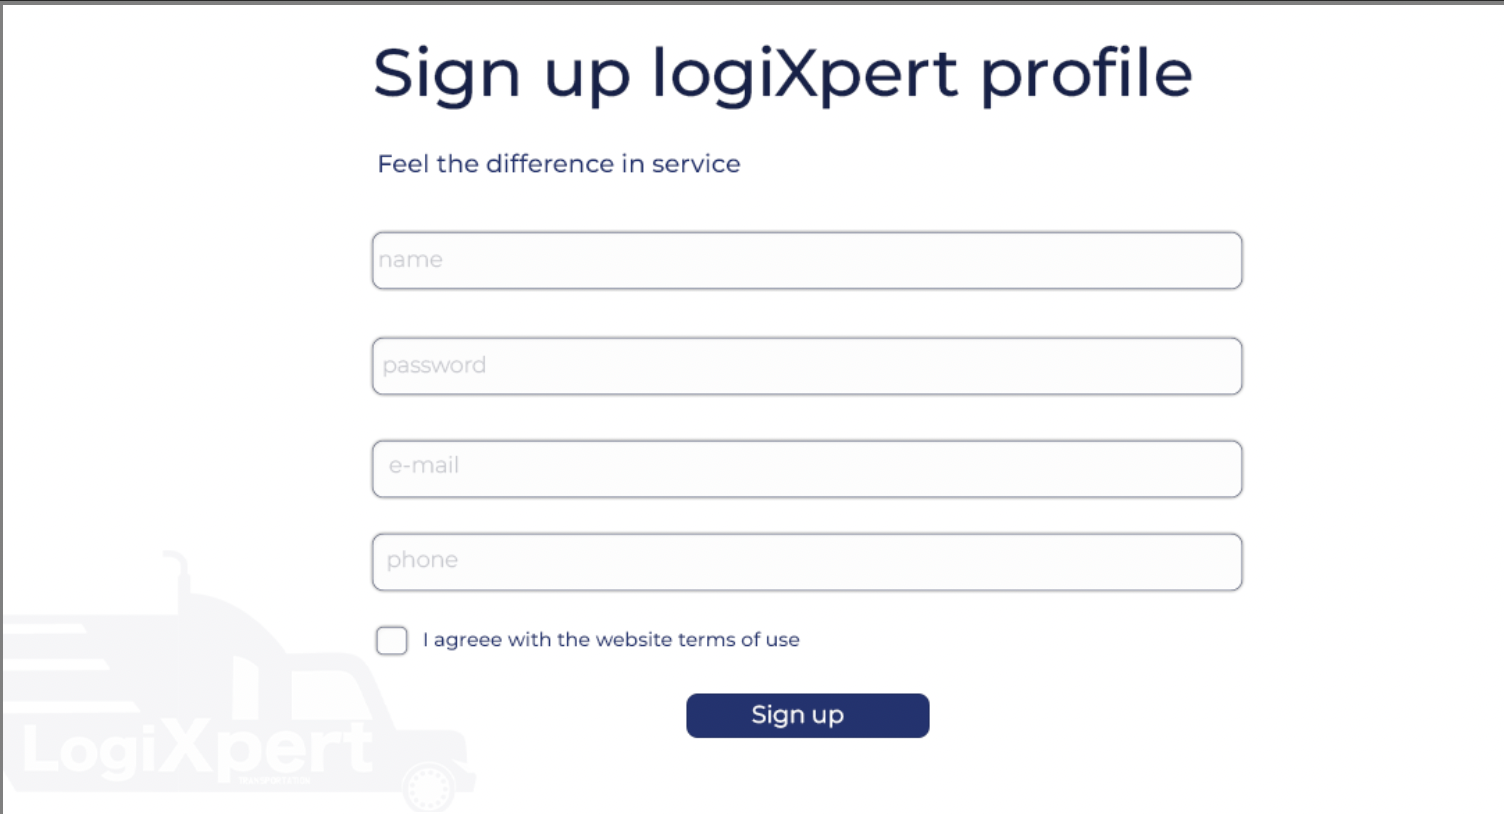 Sign up logiXpert profile
Feel the difference in service
name
password
e-mail
phone
I agreee with the website terms of use
Sign up
LogiXpert